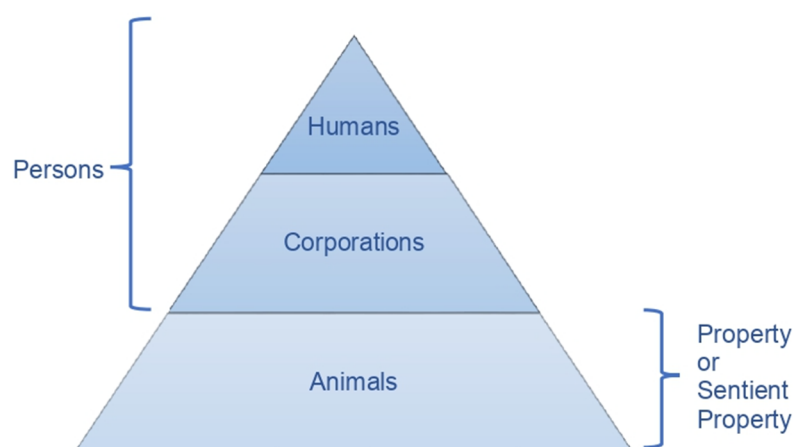 Humans
Persons
Corporations
Animals
Property
or
Sentient
Property